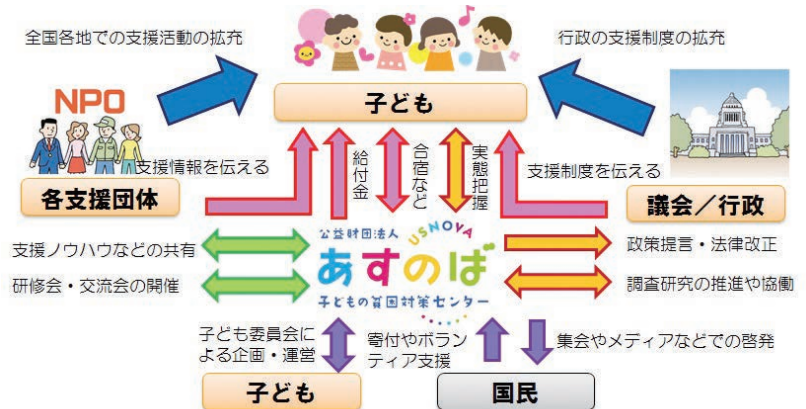 全国各地での支援活動の拡充
行政の支援制度の拡充
NPO
子ども
支援情報を伝える
給付金
合宿など
実態把握
支援制度を伝える
各支援団体
議会／行政
公益財団法人
USNOVA
あすのば
子どもの貧困対策センター
支援ノウハウなどの共有
研修会・交流会の開催
政策提言・法律改正
調査研究の推進や協働
子ども委員会に
よる企画・運営
寄付やボラン
ティア支援
集会やメディアなどでの啓発
子ども
国民